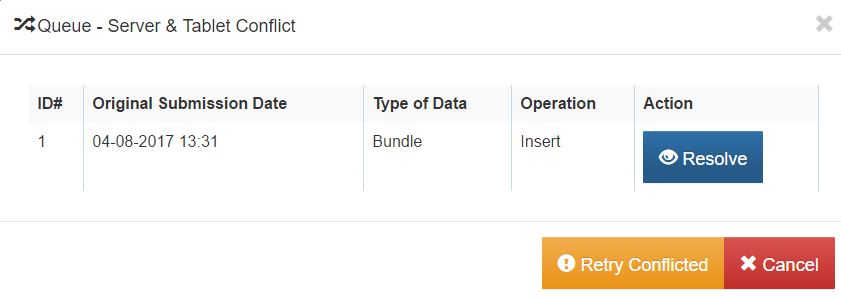 Queue - Server & Tablet Conflict
ID# Original Submission Date Type of Data Operation Action
1 04-08-2017 13:31 Bundle Insert Resolve
Retry Conflicted Cancel